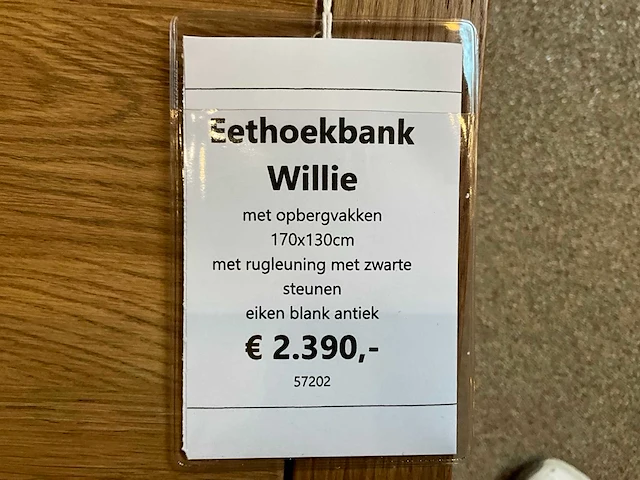 Eethoekbank
Willie
met opbergvakken
170x130cm
met rugleuning met zwarte
steunen
eiken blank antiek
€ 2.390,-
57202